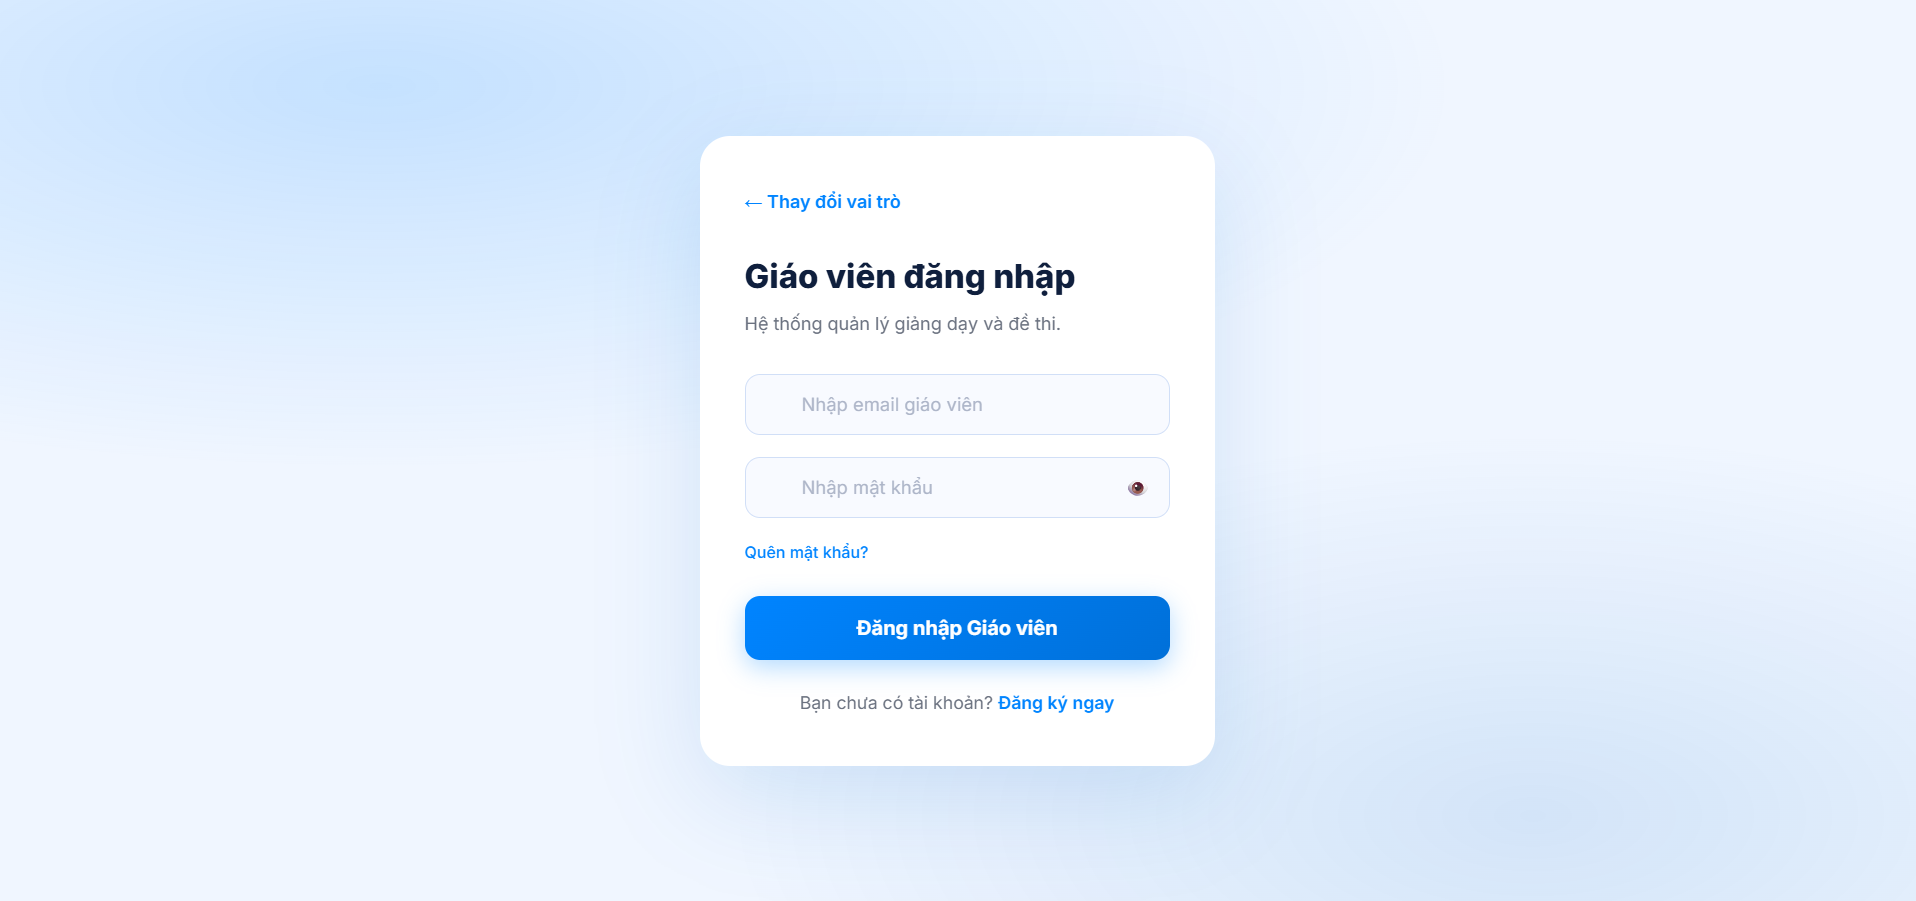 ← Thay đổi vai trò
Giáo viên đăng nhập
Hệ thống quản lý giảng dạy và đề thi.
Nhập email giáo viên
Nhập mật khẩu
Quên mật khẩu?
Đăng nhập Giáo viên
Bạn chưa có tài khoản? Đăng ký ngay